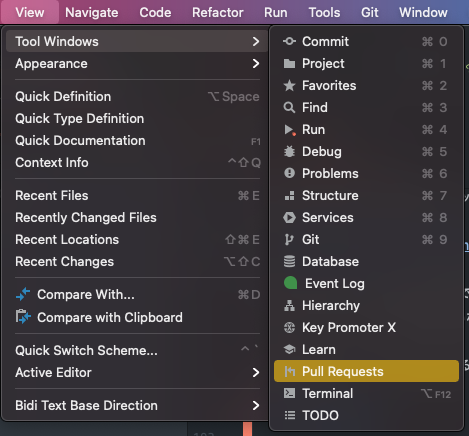 View Navigate Code Refactor Run Tools Git Window
Tool Windows
Appearance
Quick Definition ⌥Space
Quick Type Definition
Quick Documentation F1
Context Info ^⇧Q
Recent Files ⌘E
Recently Changed Files
Recent Locations ⇧⌘E
Recent Changes ⌥⇧C
Compare With... ⌘D
Compare with Clipboard
Quick Switch Scheme... ^`
Active Editor
Bidi Text Base Direction
Commit ⌘0
Project ⌘1
Favorites ⌘2
Find ⌘3
Run ⌘4
Debug ⌘5
Problems ⌘6
Structure ⌘7
Services ⌘8
Git ⌘9
Database
Event Log
Hierarchy
Key Promoter X
Learn
Pull Requests
Terminal ⌥F12
TODO